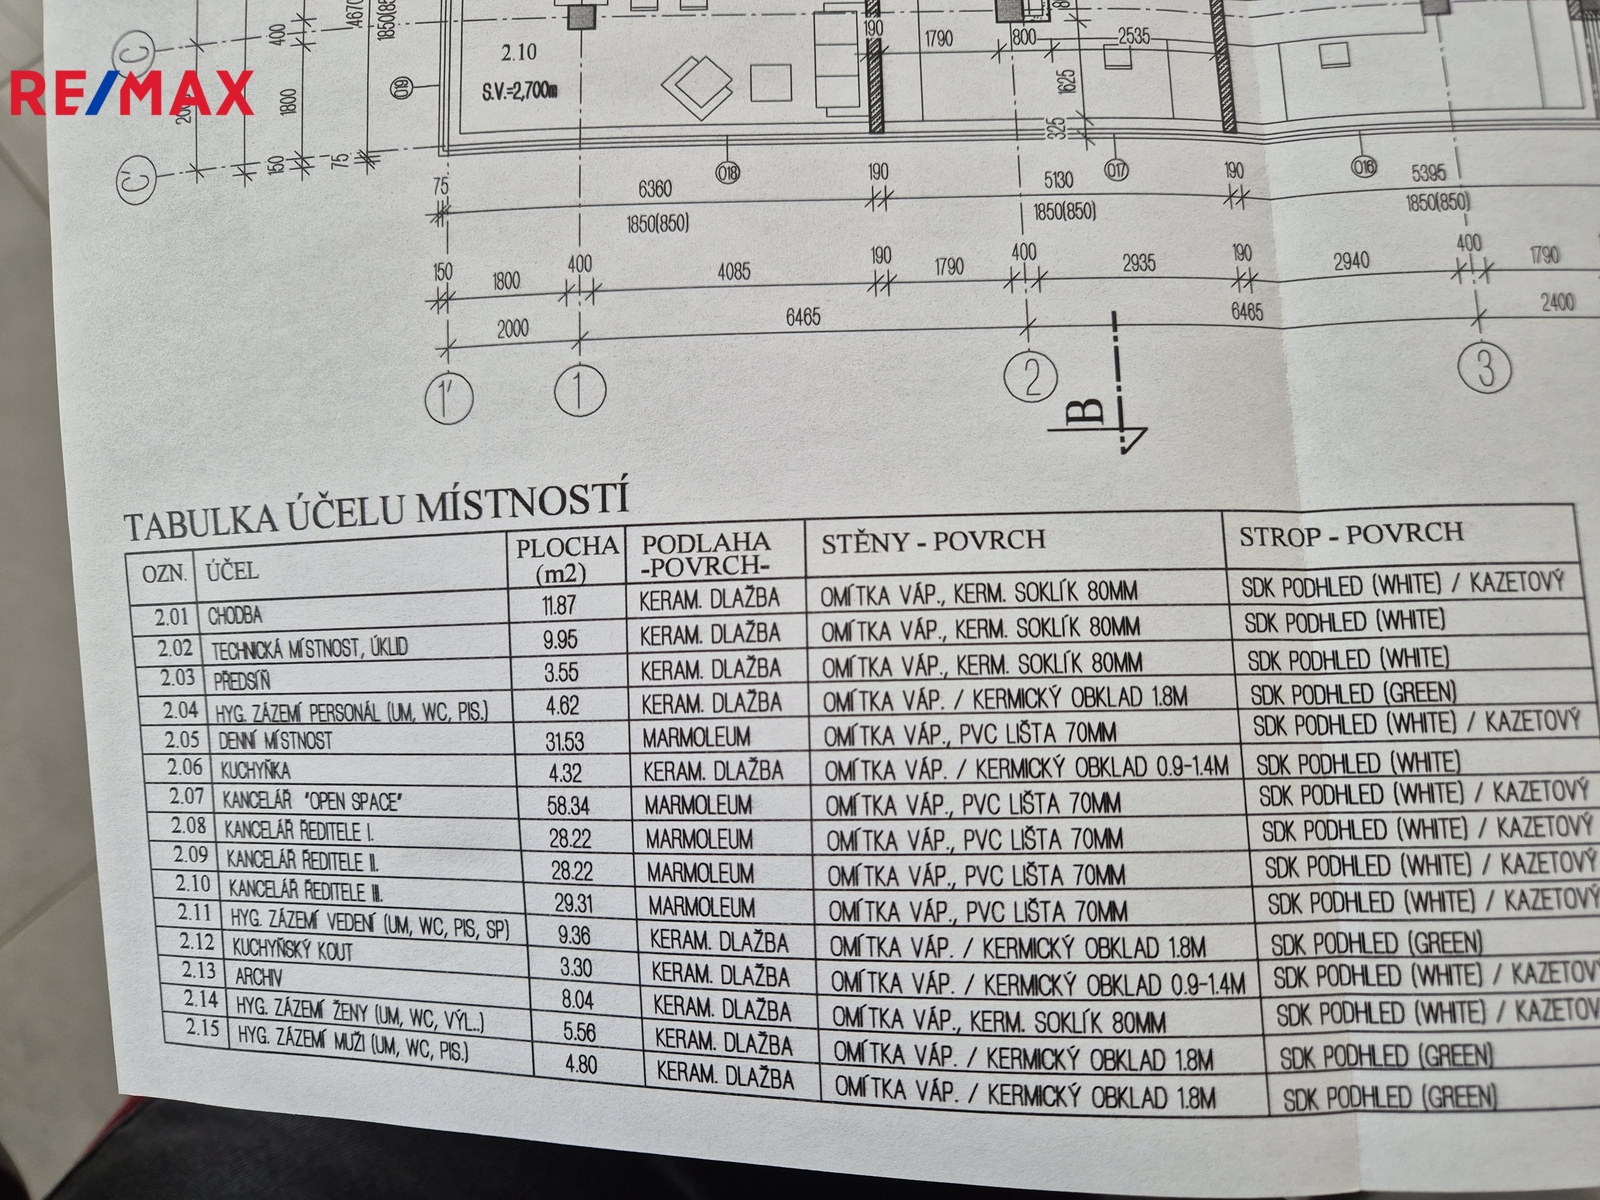 RE/MAX
C
C'
400
1800
150
75
4670
2.10
S.V.=2,700m
019
190
1790
800
2535
1625
325
018
017
016
75
6360
190
5130
190
5395
1850(850)
1850(850)
1850(850)
150
1800
400
4085
190
1790
400
2935
190
2940
400
1790
2000
6465
6465
2400
1'
1
2
3
B
TABULKA ÚČELU MÍSTNOSTÍ
OZN. ÚČEL PLOCHA (m2) PODLAHA -POVRCH- STĚNY - POVRCH STROP - POVRCH
2.01 CHODBA 11.87 KERAM. DLAŽBA OMÍTKA VÁP., KERM. SOKLÍK 80MM SDK PODHLED (WHITE) / KAZETOVÝ
2.02 TECHNICKÁ MÍSTNOST, ÚKLID 9.95 KERAM. DLAŽBA OMÍTKA VÁP., KERM. SOKLÍK 80MM SDK PODHLED (WHITE)
2.03 PŘEDSÍŇ 3.55 KERAM. DLAŽBA OMÍTKA VÁP., KERM. SOKLÍK 80MM SDK PODHLED (WHITE)
2.04 HYG. ZÁZEMÍ PERSONÁL (UM, WC, PIS.) 4.62 KERAM. DLAŽBA OMÍTKA VÁP. / KERMICKÝ OBKLAD 1.8M SDK PODHLED (GREEN)
2.05 DENNÍ MÍSTNOST 31.53 MARMOLEUM OMÍTKA VÁP., PVC LIŠTA 70MM SDK PODHLED (WHITE) / KAZETOVÝ
2.06 KUCHYŇKA 4.32 KERAM. DLAŽBA OMÍTKA VÁP. / KERMICKÝ OBKLAD 0.9-1.4M SDK PODHLED (WHITE)
2.07 KANCELÁŘ "OPEN SPACE" 58.34 MARMOLEUM OMÍTKA VÁP., PVC LIŠTA 70MM SDK PODHLED (WHITE) / KAZETOVÝ
2.08 KANCELÁŘ ŘEDITELE I. 28.22 MARMOLEUM OMÍTKA VÁP., PVC LIŠTA 70MM SDK PODHLED (WHITE) / KAZETOVÝ
2.09 KANCELÁŘ ŘEDITELE II. 28.22 MARMOLEUM OMÍTKA VÁP., PVC LIŠTA 70MM SDK PODHLED (WHITE) / KAZETOVÝ
2.10 KANCELÁŘ ŘEDITELE III. 29.31 MARMOLEUM OMÍTKA VÁP., PVC LIŠTA 70MM SDK PODHLED (WHITE) / KAZETOVÝ
2.11 HYG. ZÁZEMÍ VEDENÍ (UM, WC, PIS, SP) 9.36 KERAM. DLAŽBA OMÍTKA VÁP. / KERMICKÝ OBKLAD 1.8M SDK PODHLED (GREEN)
2.12 KUCHYŇSKÝ KOUT 3.30 KERAM. DLAŽBA OMÍTKA VÁP. / KERMICKÝ OBKLAD 0.9-1.4M SDK PODHLED (WHITE) / KAZETOV
2.13 ARCHIV 8.04 KERAM. DLAŽBA OMÍTKA VÁP., KERM. SOKLÍK 80MM SDK PODHLED (WHITE) / KAZETOV
2.14 HYG. ZÁZEMÍ ŽENY (UM, WC, VÝL..) 5.56 KERAM. DLAŽBA OMÍTKA VÁP. / KERMICKÝ OBKLAD 1.8M SDK PODHLED (GREEN)
2.15 HYG. ZÁZEMÍ MUŽI (UM, WC, PIS.) 4.80 KERAM. DLAŽBA OMÍTKA VÁP. / KERMICKÝ OBKLAD 1.8M SDK PODHLED (GREEN)